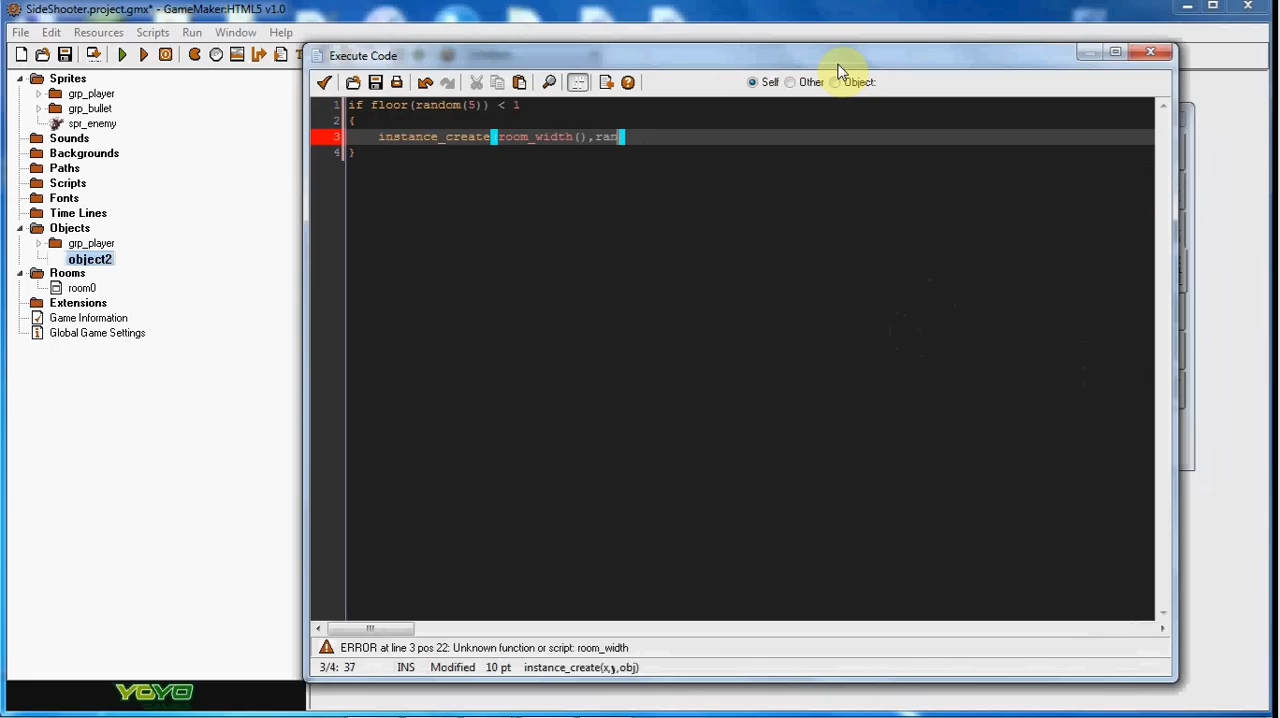 SideShooter.project.gmx* - GameMaker:HTML5 v1.0
File Edit Resources Scripts Run Window Help
Sprites
grp_player
grp_bullet
spr_enemy
Sounds
Backgrounds
Paths
Scripts
Fonts
Time Lines
Objects
grp_player
object2
Rooms
room0
Extensions
Game Information
Global Game Settings
YOYO
GAMES
Execute Code
Self Other Object:
1 if floor(random(5)) < 1
2 {
3 instance_create(room_width(),ran
4 }
ERROR at line 3 pos 22: Unknown function or script: room_width
3/4: 37 INS Modified 10 pt instance_create(x,y,obj)